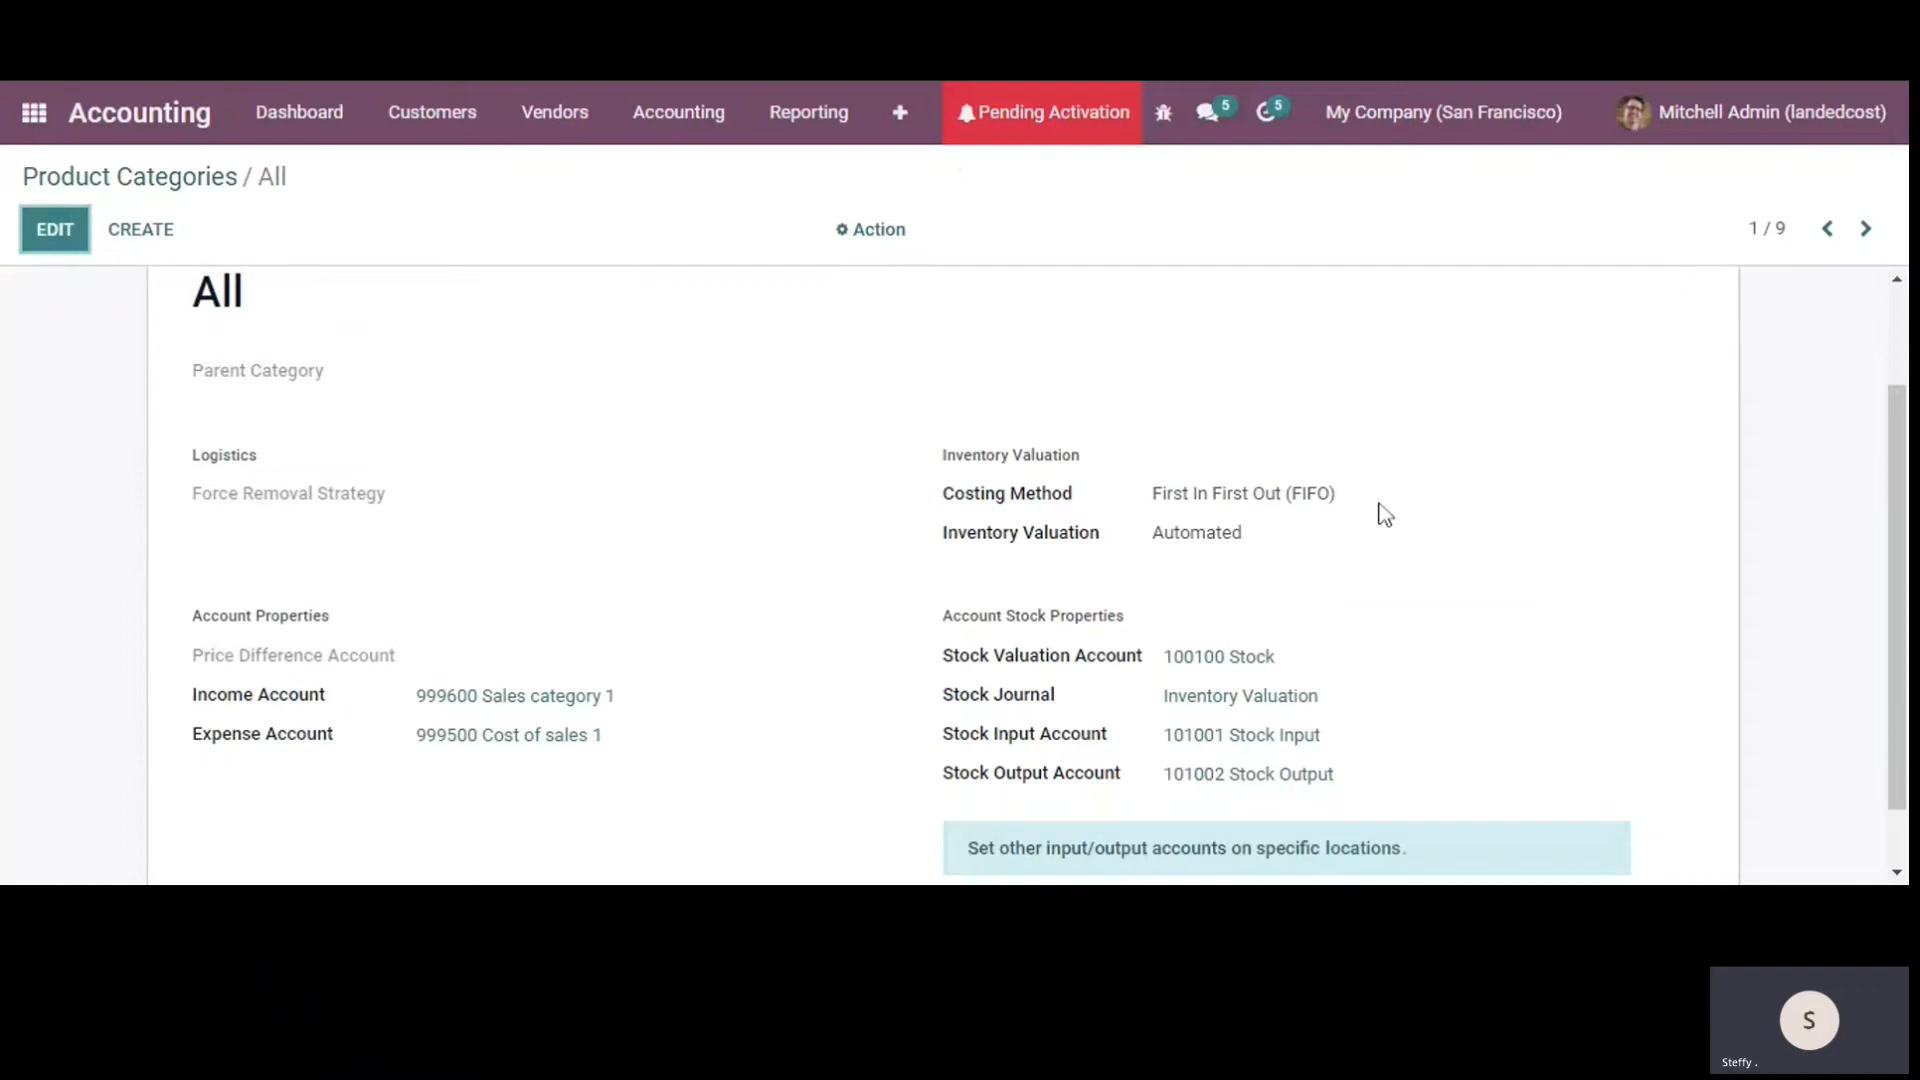 Accounting Dashboard Customers Vendors Accounting Reporting Pending Activation 5 5 My Company (San Francisco) Mitchell Admin (landedcost)
Product Categories / All
EDIT CREATE Action 1 / 9
All
Parent Category
Logistics
Force Removal Strategy
Inventory Valuation
Costing Method First In First Out (FIFO)
Inventory Valuation Automated
Account Properties
Price Difference Account
Income Account 999600 Sales category 1
Expense Account 999500 Cost of sales 1
Account Stock Properties
Stock Valuation Account 100100 Stock
Stock Journal Inventory Valuation
Stock Input Account 101001 Stock Input
Stock Output Account 101002 Stock Output
Set other input/output accounts on specific locations.
S
Steffy .